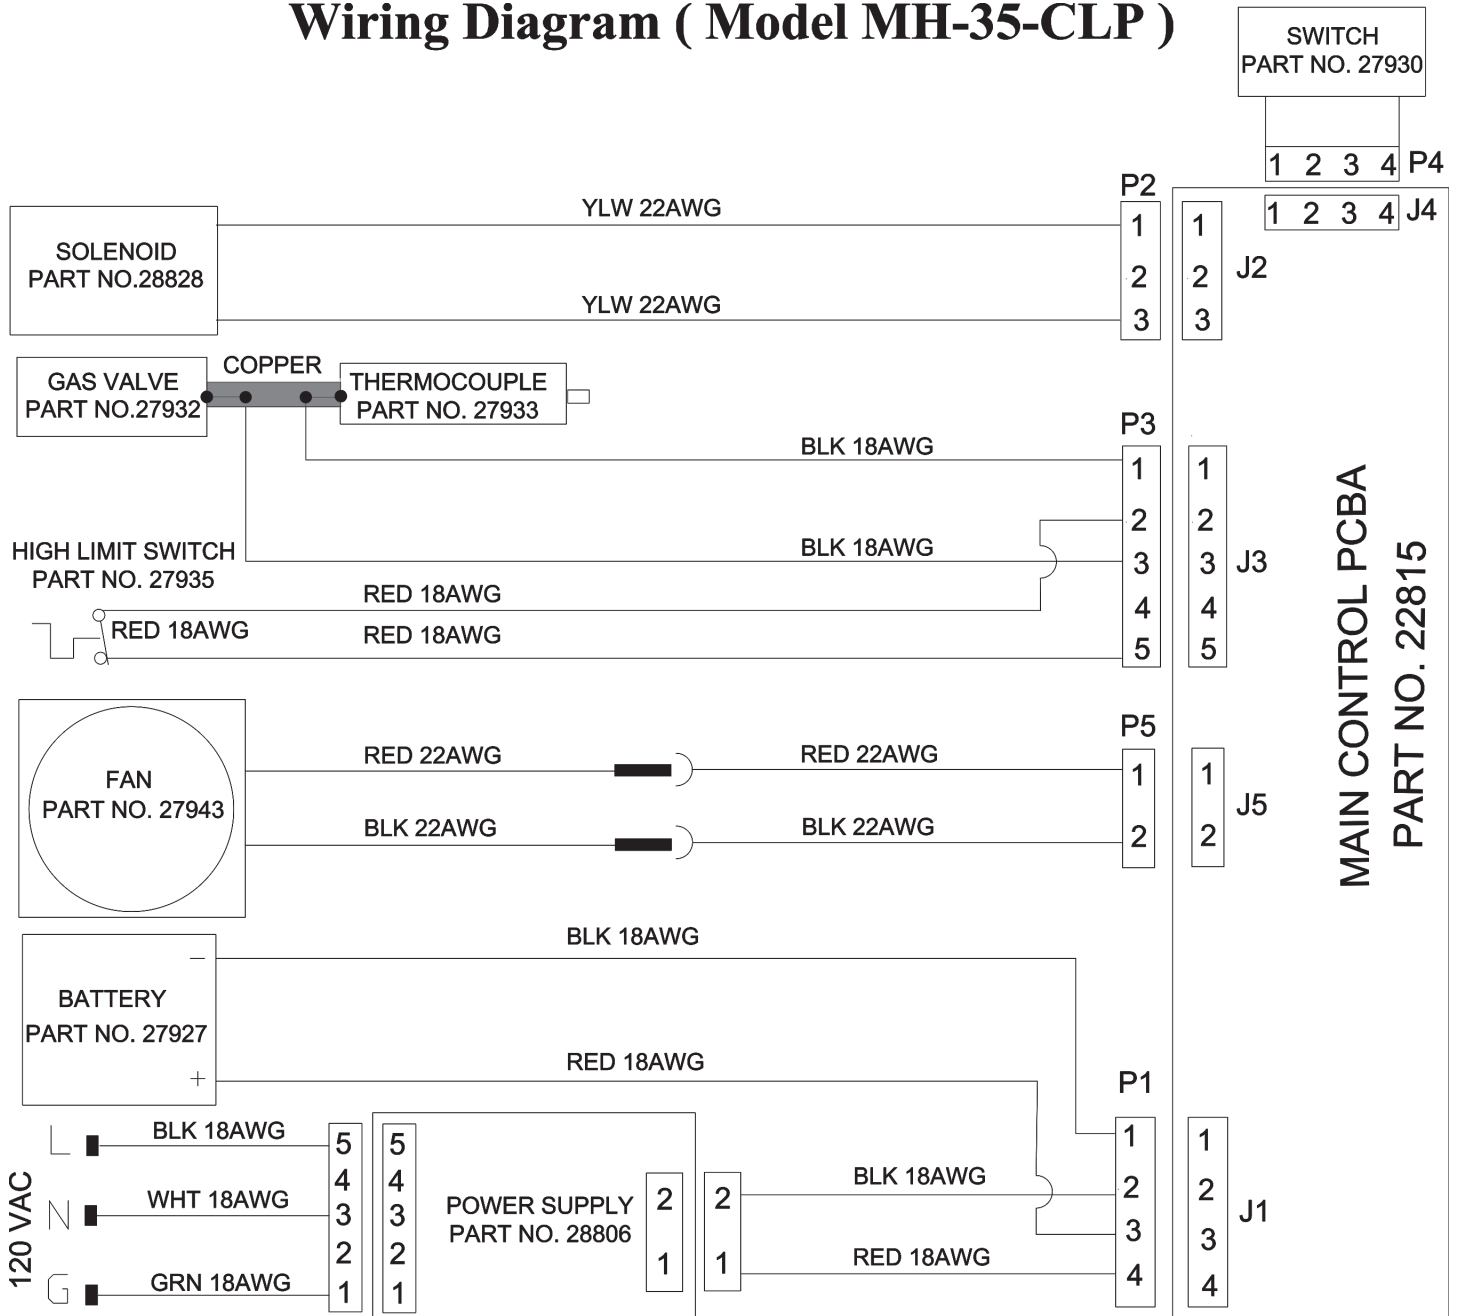 Wiring Diagram ( Model MH-35-CLP )
SWITCH
PART NO. 27930
1 2 3 4 P4
1 2 3 4 J4
SOLENOID
PART NO.28828
YLW 22AWG
YLW 22AWG
P2
1
2
3
1
2
3
J2
GAS VALVE
PART NO.27932
COPPER
THERMOCOUPLE
PART NO. 27933
BLK 18AWG
BLK 18AWG
P3
1
2
3
4
5
1
2
3
4
5
J3
HIGH LIMIT SWITCH
PART NO. 27935
RED 18AWG
RED 18AWG
RED 18AWG
MAIN CONTROL PCBA
PART NO. 22815
FAN
PART NO. 27943
RED 22AWG
RED 22AWG
BLK 22AWG
BLK 22AWG
P5
1
2
1
2
J5
BATTERY
PART NO. 27927
−
+
BLK 18AWG
RED 18AWG
P1
1
2
3
4
1
2
3
4
J1
120 VAC
L
BLK 18AWG
N
WHT 18AWG
G
GRN 18AWG
5
4
3
2
1
5
4
3
2
1
POWER SUPPLY
PART NO. 28806
2
1
2
1
BLK 18AWG
RED 18AWG